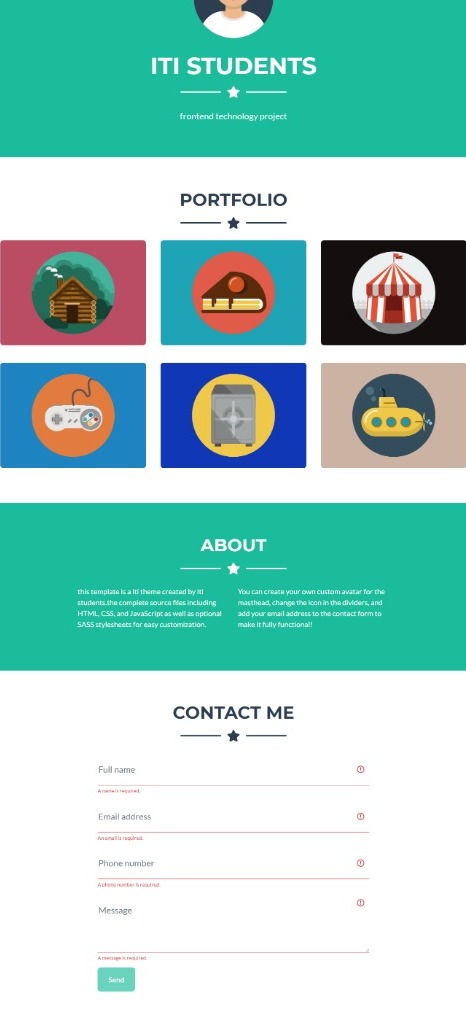 ITI STUDENTS
frontend technology project
PORTFOLIO
ABOUT
this template is a iti theme created by iti
students.the complete source files including
HTML, CSS, and JavaScript as well as optional
SASS stylesheets for easy customization.
You can create your own custom avatar for the
masthead, change the icon in the dividers, and
add your email address to the contact form to
make it fully functional!
CONTACT ME
Full name
A name is required.
Email address
An email is required.
Phone number
A phone number is required.
Message
A message is required.
Send